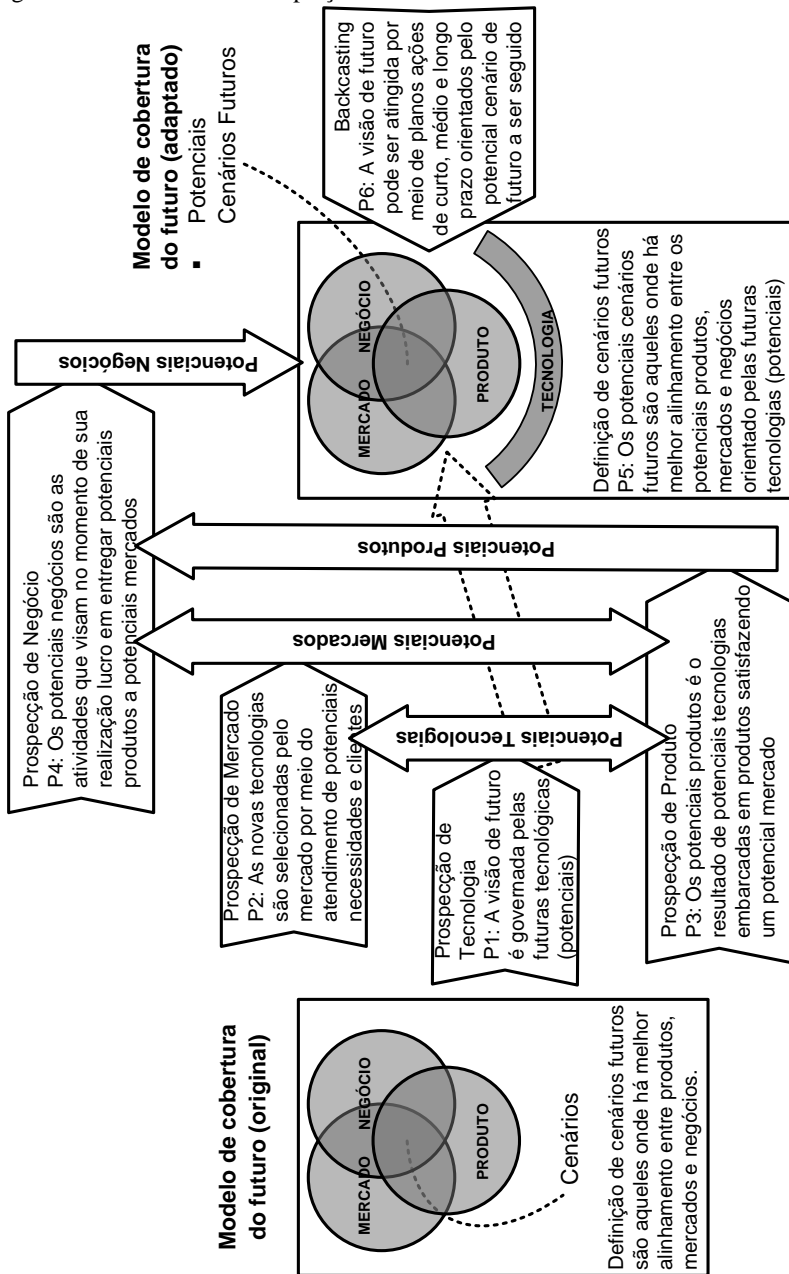 Modelo de cobertura
do futuro (original)
MERCADO
NEGÓCIO
PRODUTO
Cenários
Definição de cenários futuros
são aqueles onde há melhor
alinhamento entre produtos,
mercados e negócios.
Prospecção de Negócio
P4: Os potenciais negócios são as
atividades que visam no momento de sua
realização lucro em entregar potenciais
produtos a potenciais mercados
Prospecção de Mercado
P2: As novas tecnologias
são selecionadas pelo
mercado por meio do
atendimento de potenciais
necessidades e clientes
Prospecção de
Tecnologia
P1: A visão de futuro
é governada pelas
futuras tecnológicas
(potenciais)
Prospecção de Produto
P3: Os potenciais produtos é o
resultado de potenciais tecnologias
embarcadas em produtos satisfazendo
um potencial mercado
Potenciais Tecnologias
Potenciais Mercados
Potenciais Produtos
Potenciais Negócios
Modelo de cobertura
do futuro (adaptado)
▪ Potenciais
Cenários Futuros
MERCADO
NEGÓCIO
PRODUTO
TECNOLOGIA
Definição de cenários futuros
P5: Os potenciais cenários
futuros são aqueles onde há
melhor alinhamento entre os
potenciais produtos,
mercados e negócios
orientado pelas futuras
tecnologias (potenciais)
Backcasting
P6: A visão de futuro
pode ser atingida por
meio de planos ações
de curto, médio e longo
prazo orientados pelo
potencial cenário de
futuro a ser seguido